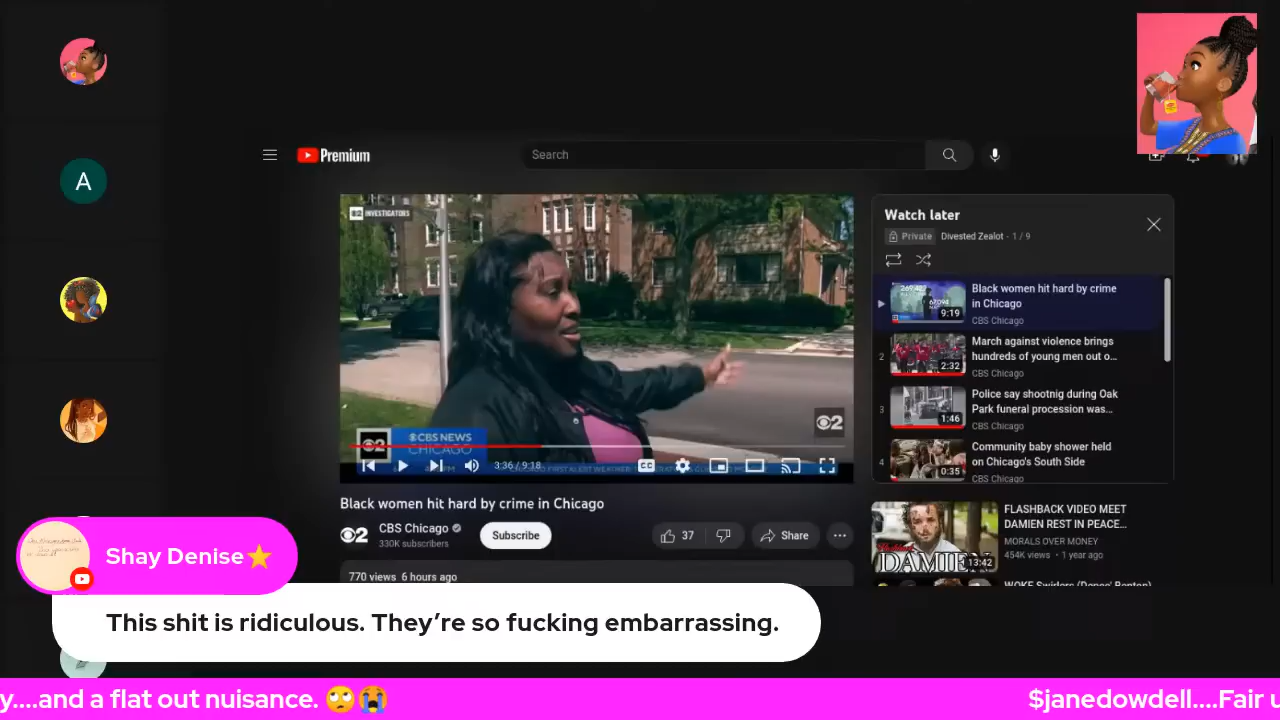 Premium
Search
2 INVESTIGATORS
Watch later
Private Divested Zealot - 1 / 9
Black women hit hard by crime
in Chicago
CBS Chicago
9:19
2
March against violence brings
hundreds of young men out o…
CBS Chicago
2:32
3
Police say shootnig during Oak
Park funeral procession was…
CBS Chicago
1:46
4
Community baby shower held
on Chicago's South Side
CBS Chicago
0:35
A
2
CBS NEWS
CHICAGO
3:36 / 9:18
CC
Black women hit hard by crime in Chicago
2
CBS Chicago
330K subscribers
Subscribe
37
Share
770 views 6 hours ago
FLASHBACK VIDEO MEET
DAMIEN REST IN PEACE…
MORALS OVER MONEY
454K views • 1 year ago
DAMIEN
13:42
Shay Denise⭐
This shit is ridiculous. They’re so fucking embarrassing.
y....and a flat out nuisance. 🙄😭 $janedowdell....Fair u